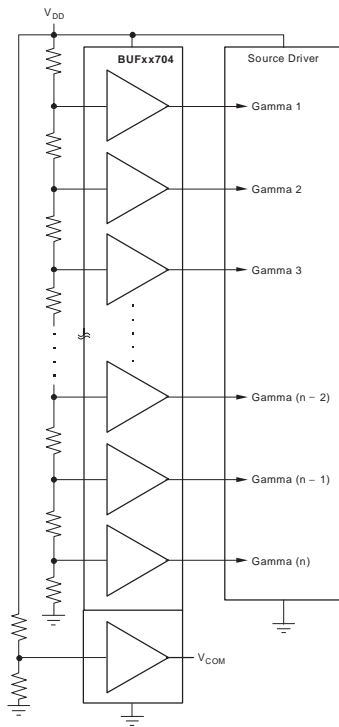 V_DD
BUFxx704
Source Driver
Gamma 1
Gamma 2
Gamma 3
Gamma (n − 2)
Gamma (n − 1)
Gamma (n)
V_COM